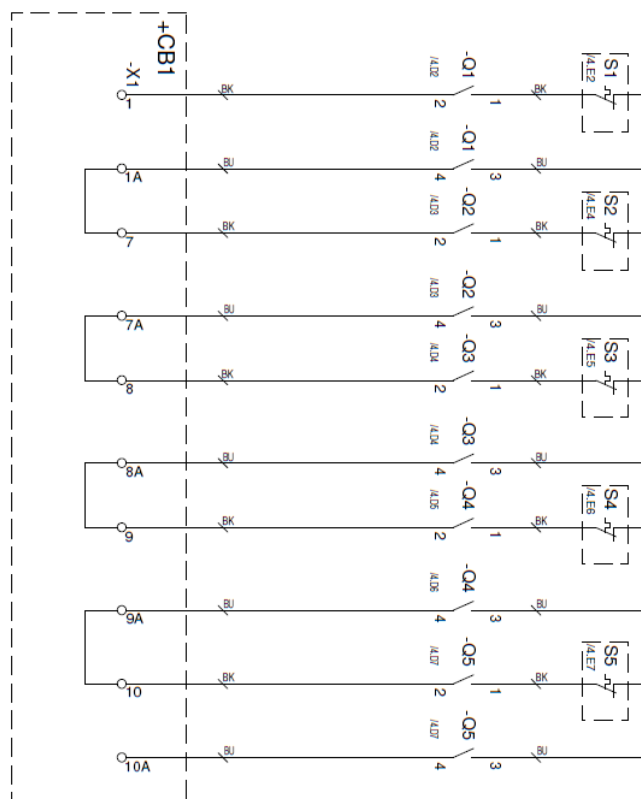 +CB1
-X1
1
BK
/4.D2
-Q1
2
1
BK
S1
/4.E2
1A
BU
/4.D2
-Q1
4
3
BU
7
BK
/4.D3
-Q2
2
1
BK
S2
/4.E4
7A
BU
/4.D3
-Q2
4
3
BU
8
BK
/4.D4
-Q3
2
1
BK
S3
/4.E5
8A
BU
/4.D4
-Q3
4
3
BU
9
BK
/4.D5
-Q4
2
1
BK
S4
/4.E6
9A
BU
/4.D6
-Q4
4
3
BU
10
BK
/4.D7
-Q5
2
1
BK
S5
/4.E7
10A
BU
/4.D7
-Q5
4
3
BU